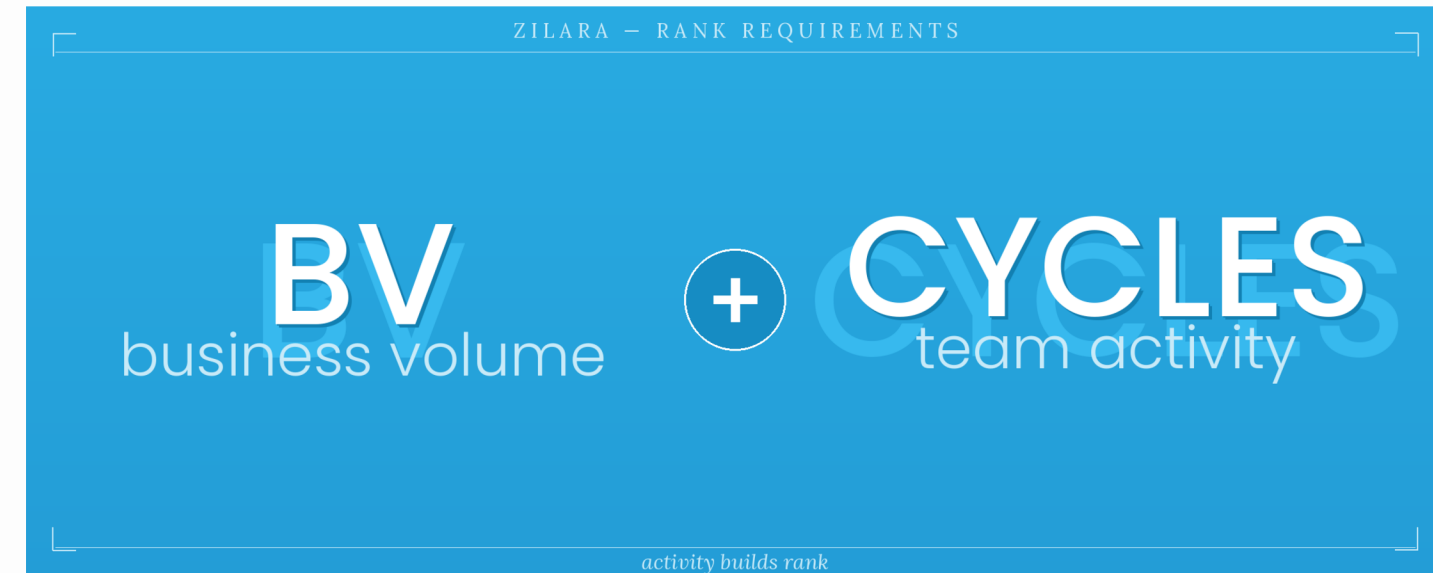 ZILARA — RANK REQUIREMENTS
BV
business volume
+
CYCLES
team activity
activity builds rank